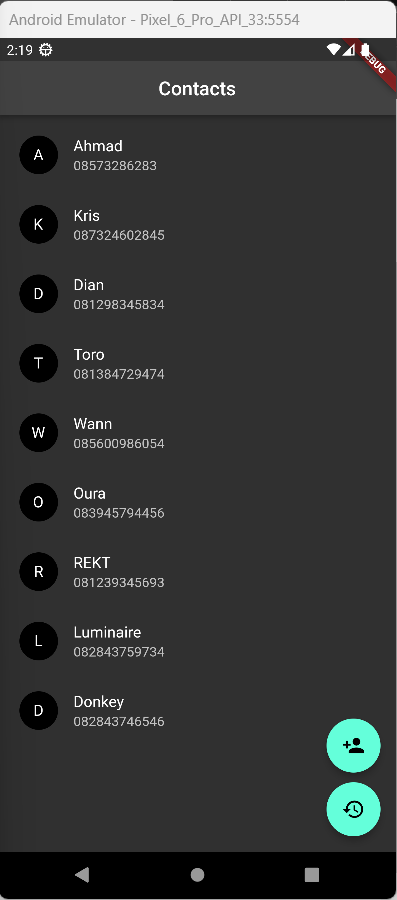 Android Emulator - Pixel_6_Pro_API_33:5554
2:19
DEBUG
Contacts
A
Ahmad
08573286283
K
Kris
087324602845
D
Dian
081298345834
T
Toro
081384729474
W
Wann
085600986054
O
Oura
083945794456
R
REKT
081239345693
L
Luminaire
082843759734
D
Donkey
082843746546